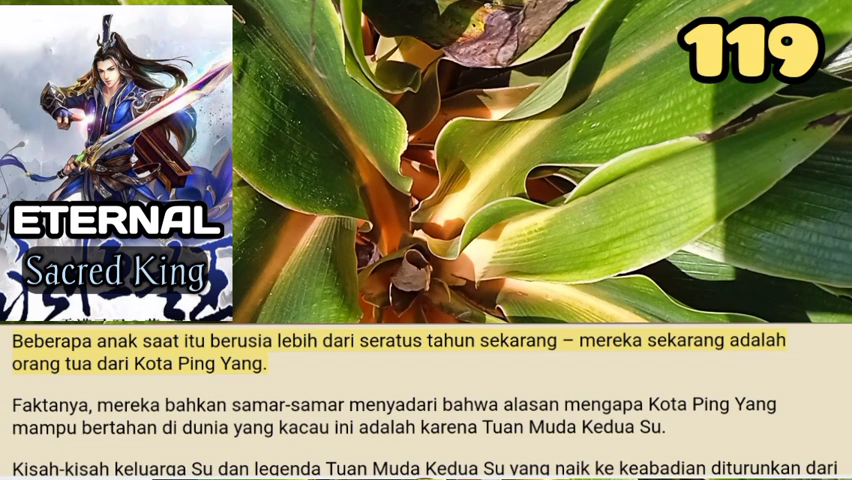 119
ETERNAL
Sacred King
Beberapa anak saat itu berusia lebih dari seratus tahun sekarang – mereka sekarang adalah
orang tua dari Kota Ping Yang.
Faktanya, mereka bahkan samar-samar menyadari bahwa alasan mengapa Kota Ping Yang
mampu bertahan di dunia yang kacau ini adalah karena Tuan Muda Kedua Su.
Kisah-kisah keluarga Su dan legenda Tuan Muda Kedua Su yang naik ke keabadian diturunkan dari